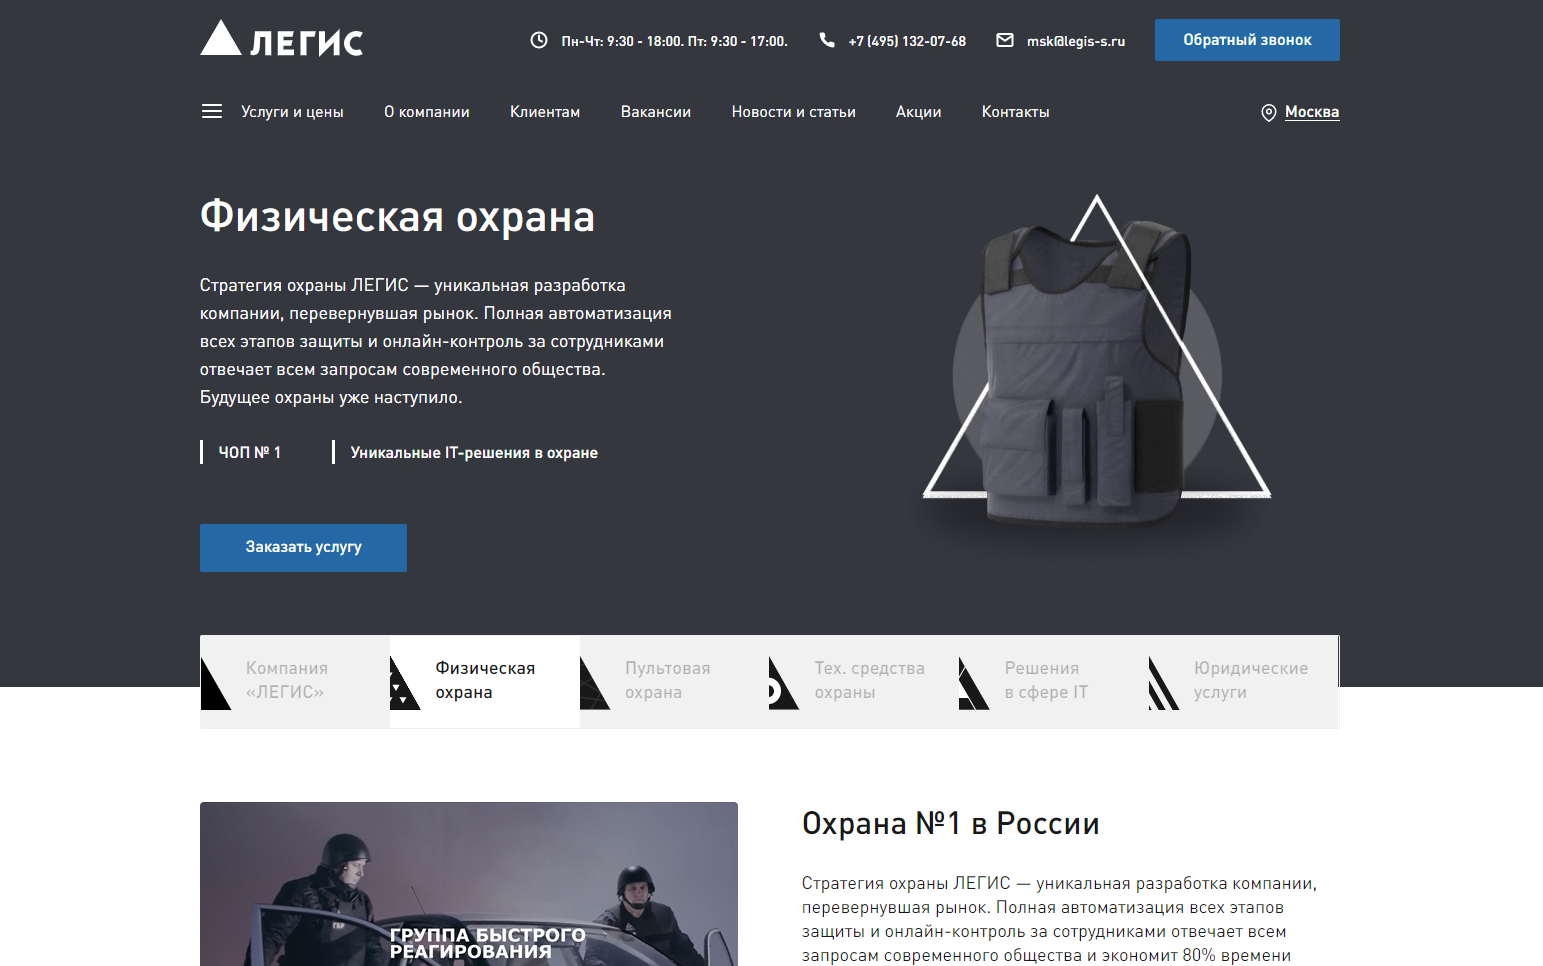 ЛЕГИС
Пн-Чт: 9:30 - 18:00. Пт: 9:30 - 17:00.
+7 (495) 132-07-68
msk@legis-s.ru
Обратный звонок
Услуги и цены
О компании
Клиентам
Вакансии
Новости и статьи
Акции
Контакты
Москва
Физическая охрана
Стратегия охраны ЛЕГИС — уникальная разработка
компании, перевернувшая рынок. Полная автоматизация
всех этапов защиты и онлайн-контроль за сотрудниками
отвечает всем запросам современного общества.
Будущее охраны уже наступило.
ЧОП № 1
Уникальные IT-решения в охране
Заказать услугу
Компания
«ЛЕГИС»
Физическая
охрана
Пультовая
охрана
Тех. средства
охраны
Решения
в сфере IT
Юридические
услуги
ГБР
ГРУППА БЫСТРОГО
РЕАГИРОВАНИЯ
Охрана №1 в России
Стратегия охраны ЛЕГИС — уникальная разработка компании,
перевернувшая рынок. Полная автоматизация всех этапов
защиты и онлайн-контроль за сотрудниками отвечает всем
запросам современного общества и экономит 80% времени